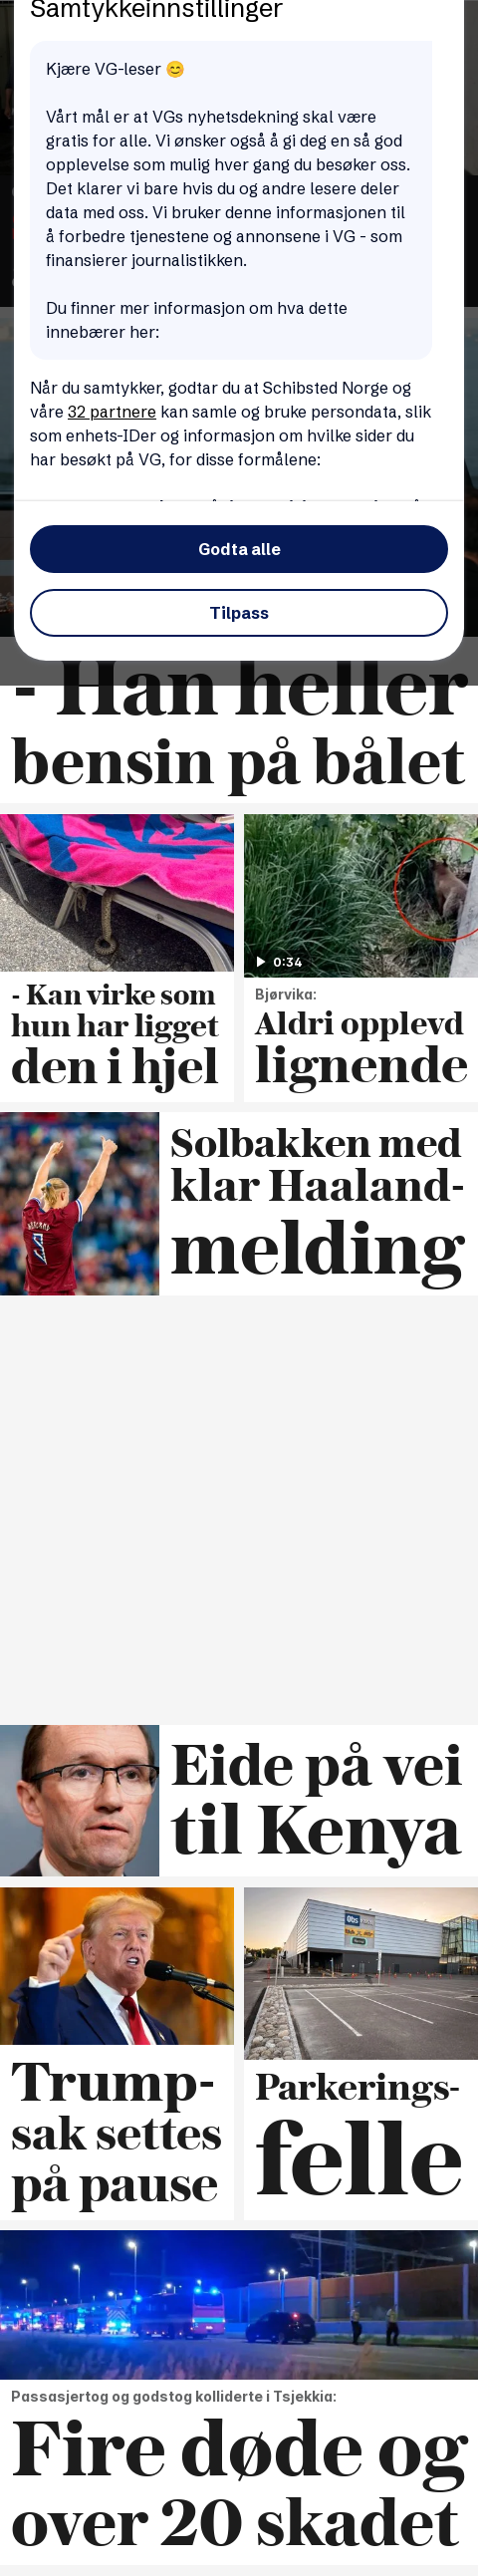 Samtykkeinnstillinger
Kjære VG-leser 😊
Vårt mål er at VGs nyhetsdekning skal være
gratis for alle. Vi ønsker også å gi deg en så god
opplevelse som mulig hver gang du besøker oss.
Det klarer vi bare hvis du og andre lesere deler
data med oss. Vi bruker denne informasjonen til
å forbedre tjenestene og annonsene i VG - som
finansierer journalistikken.
Du finner mer informasjon om hva dette
innebærer her:
Når du samtykker, godtar du at Schibsted Norge og
våre 32 partnere kan samle og bruke persondata, slik
som enhets-IDer og informasjon om hvilke sider du
har besøkt på VG, for disse formålene:
Godta alle
Tilpass
- Han heller
bensin på bålet
0:34
- Kan virke som
hun har ligget
den i hjel
Bjørvika:
Aldri opplevd
lignende
Solbakken med
klar Haaland-
melding
9
Eide på vei
til Kenya
Trump-
sak settes
på pause
Parkerings-
felle
Passasjertog og godstog kolliderte i Tsjekkia:
Fire døde og
over 20 skadet